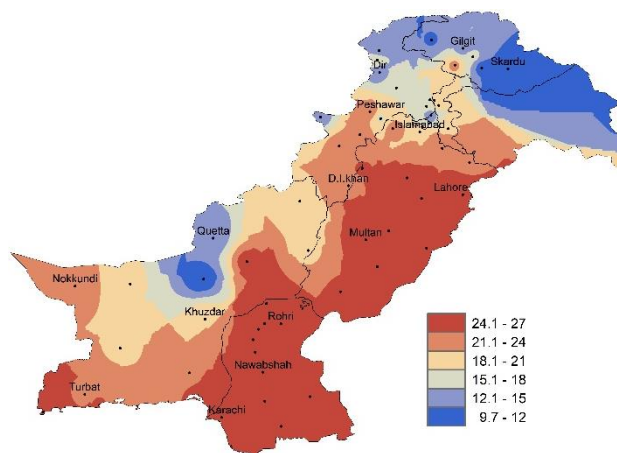 Gilgit
Skardu
Dir
Peshawar
Islamabad
D.I.khan
Lahore
Quetta
Multan
Nokkundi
Khuzdar
Rohri
Nawabshah
Turbat
Karachi
24.1 - 27
21.1 - 24
18.1 - 21
15.1 - 18
12.1 - 15
9.7 - 12